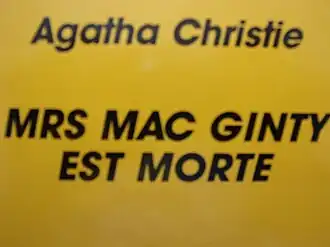 Agatha Christie
MRS MAC GINTY
EST MORTE